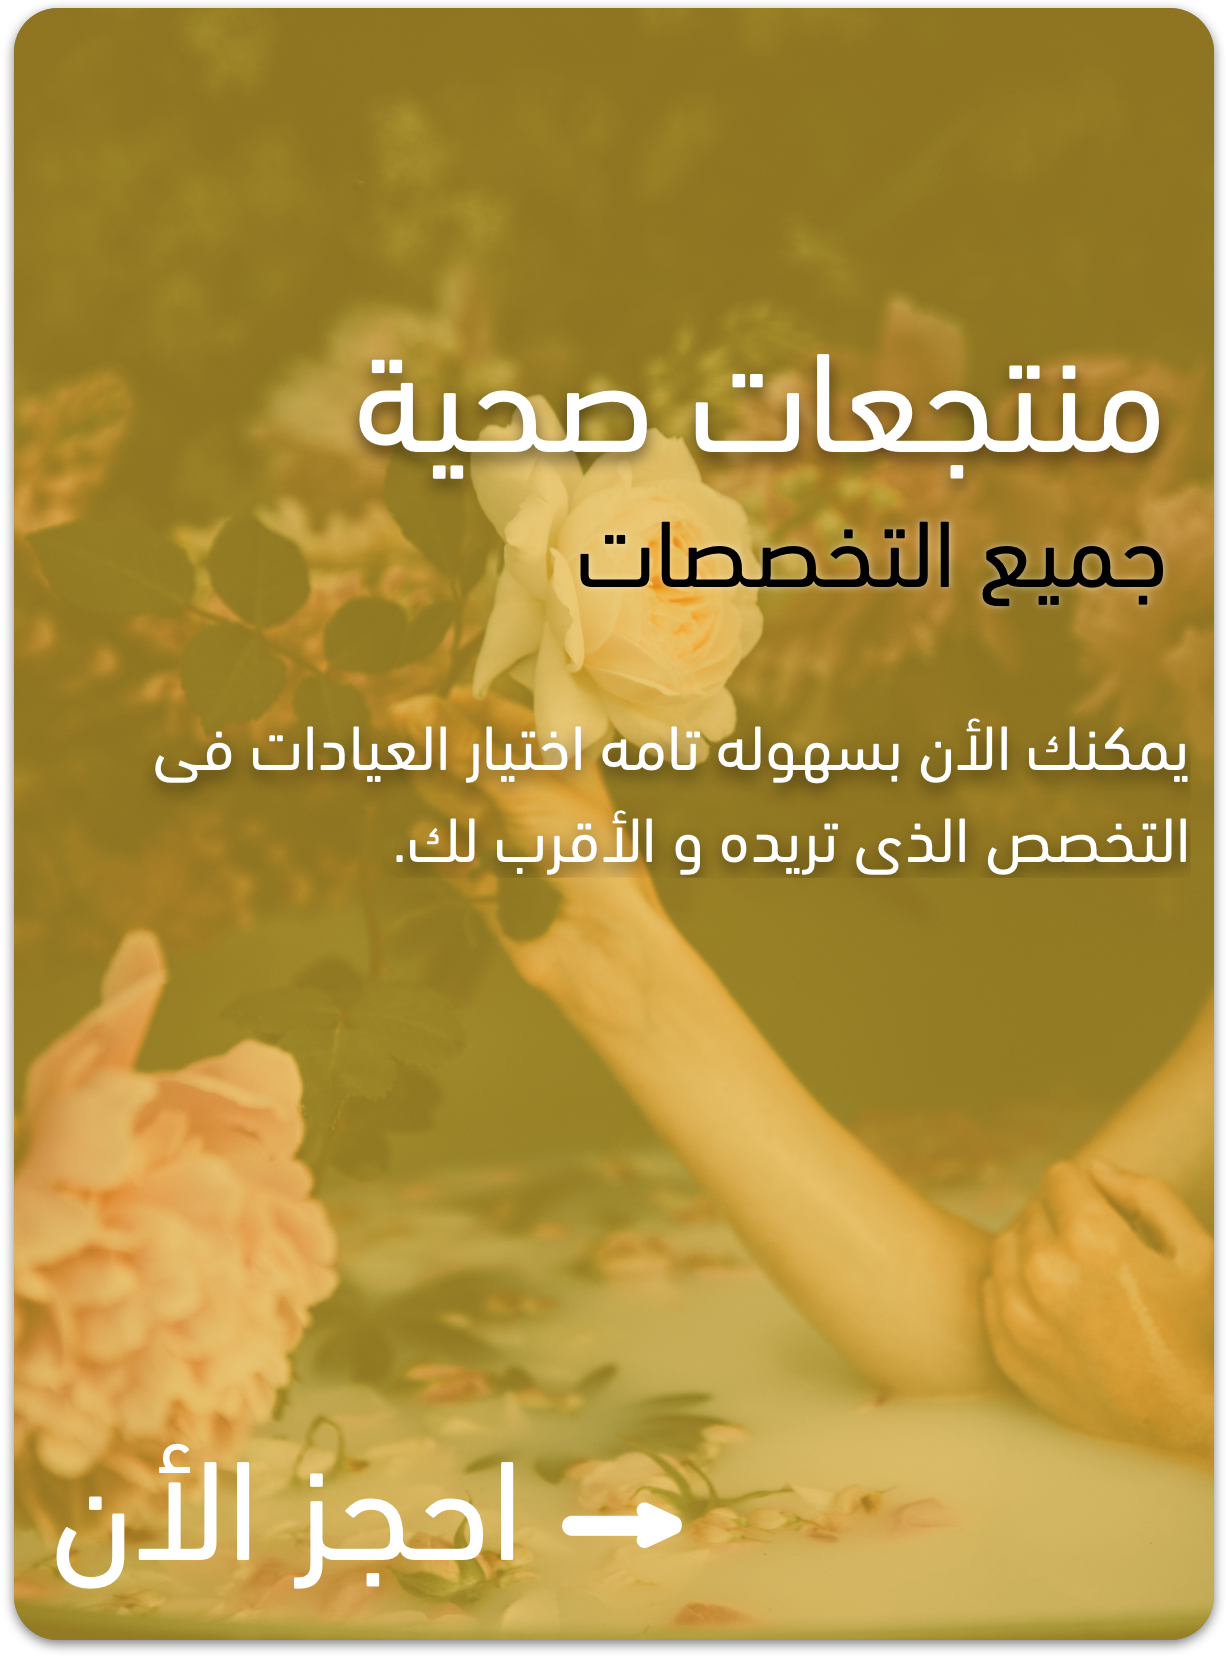 منتجعات صحية
جميع التخصصات
يمكنك الأن بسهوله تامه اختيار العيادات فى
التخصص الذى تريده و الأقرب لك.
احجز الأن